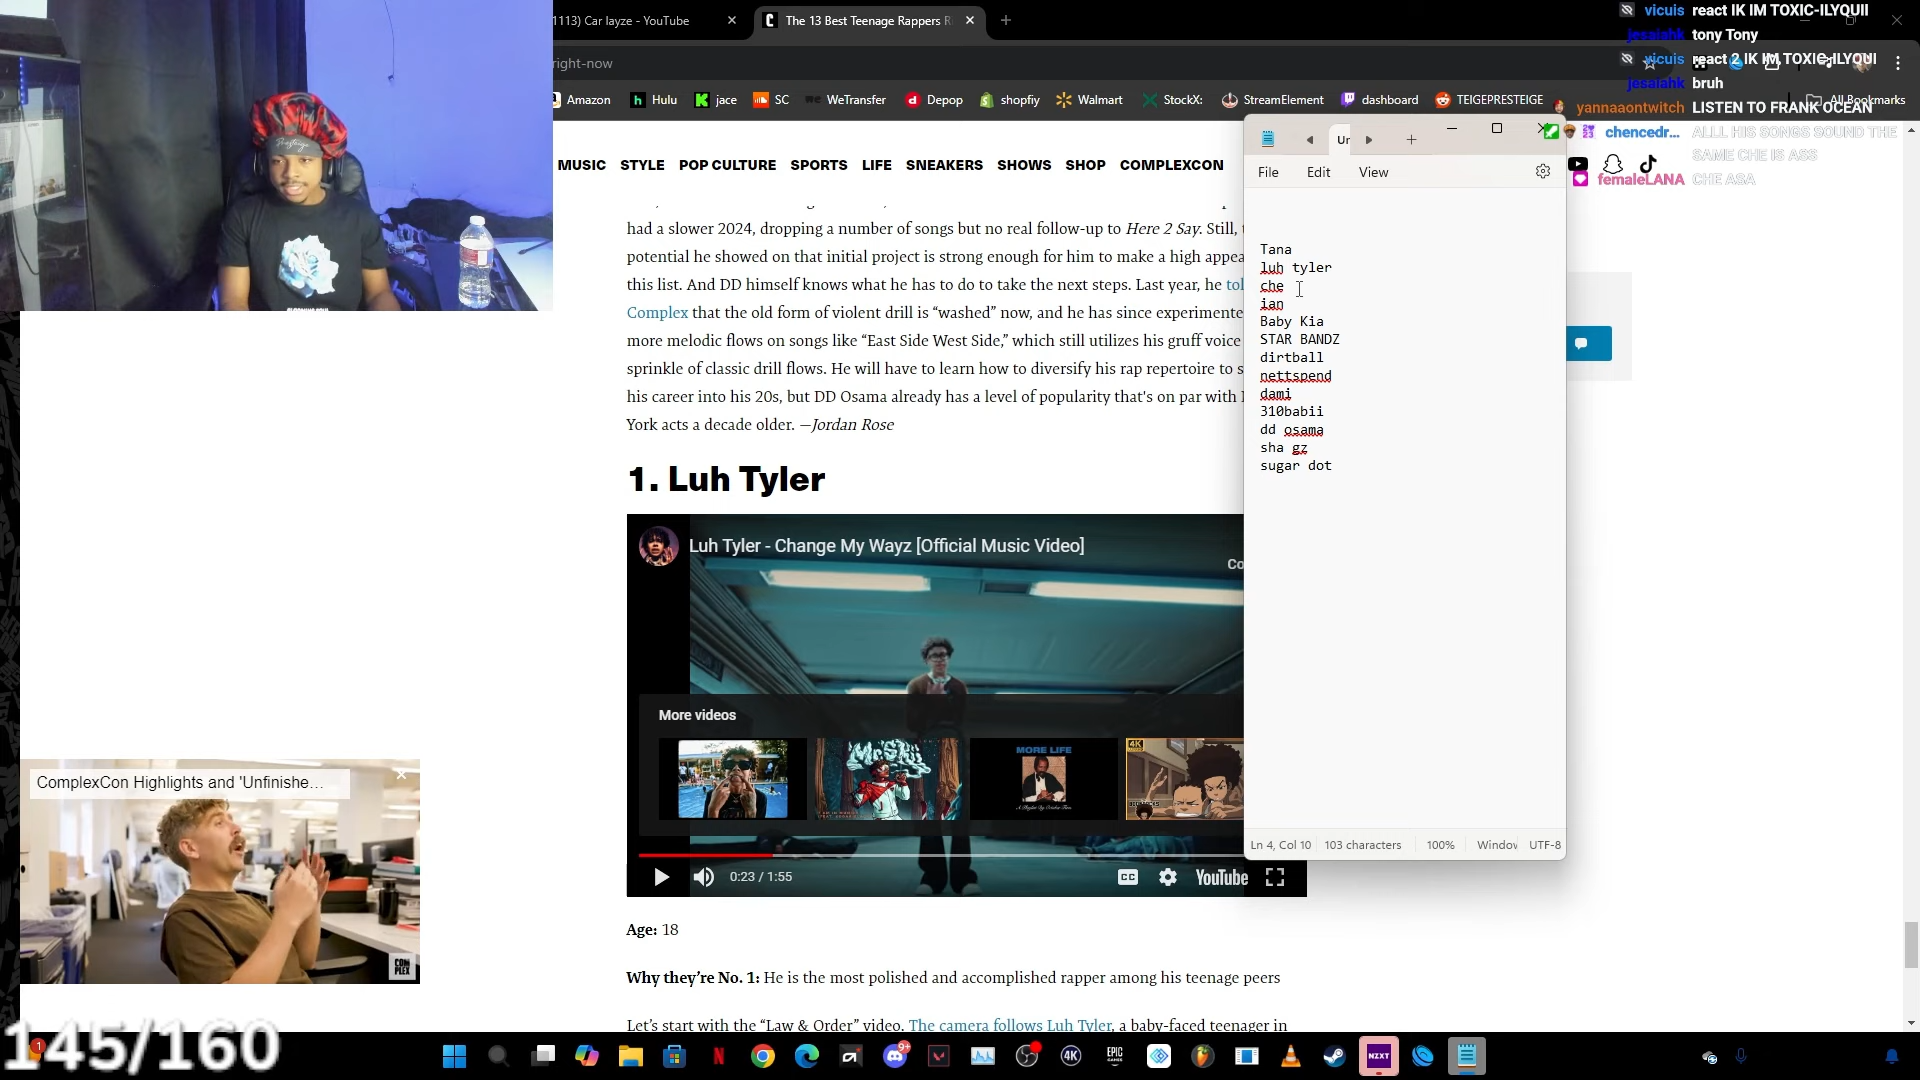 1113) Car layze - YouTube
The 13 Best Teenage Rappers R
right-now
Amazon
Hulu
jace
SC
WeTransfer
Depop
shopfiy
Walmart
StockX:
StreamElement
dashboard
TEIGEPRESTEIGE
All Bookmarks
vicuis react IK IM TOXIC-ILYQUII
jesaiahk tony Tony
vicuis react 2 IK IM TOXIC-ILYQUI
jesaiahk bruh
yannaaontwitch LISTEN TO FRANK OCEAN
chencedr... ALLL HIS SONGS SOUND THE
SAME CHE IS ASS
femaleLANA CHE ASA
MUSIC STYLE POP CULTURE SPORTS LIFE SNEAKERS SHOWS SHOP COMPLEXCON
had a slower 2024, dropping a number of songs but no real follow-up to Here 2 Say. Still,
potential he showed on that initial project is strong enough for him to make a high appea
this list. And DD himself knows what he has to do to take the next steps. Last year, he tol
Complex that the old form of violent drill is “washed” now, and he has since experimente
more melodic flows on songs like “East Side West Side,” which still utilizes his gruff voice
sprinkle of classic drill flows. He will have to learn how to diversify his rap repertoire to s
his career into his 20s, but DD Osama already has a level of popularity that's on par with
York acts a decade older. —Jordan Rose
1. Luh Tyler
Luh Tyler - Change My Wayz [Official Music Video]
Co
More videos
MORE LIFE
4K
0:23 / 1:55
CC
YouTube
Age: 18
Why they’re No. 1: He is the most polished and accomplished rapper among his teenage peers
Let’s start with the “Law & Order” video. The camera follows Luh Tyler, a baby-faced teenager in
Ur
File
Edit
View
Tana
luh tyler
che
ian
Baby Kia
STAR BANDZ
dirtball
nettspend
dami
310babii
dd osama
sha gz
sugar dot
Ln 4, Col 10
103 characters
100%
Windov
UTF-8
ComplexCon Highlights and 'Unfinishe...
COMPLEX
145/160
1
9+
4K
EPIC GAMES
NZXT